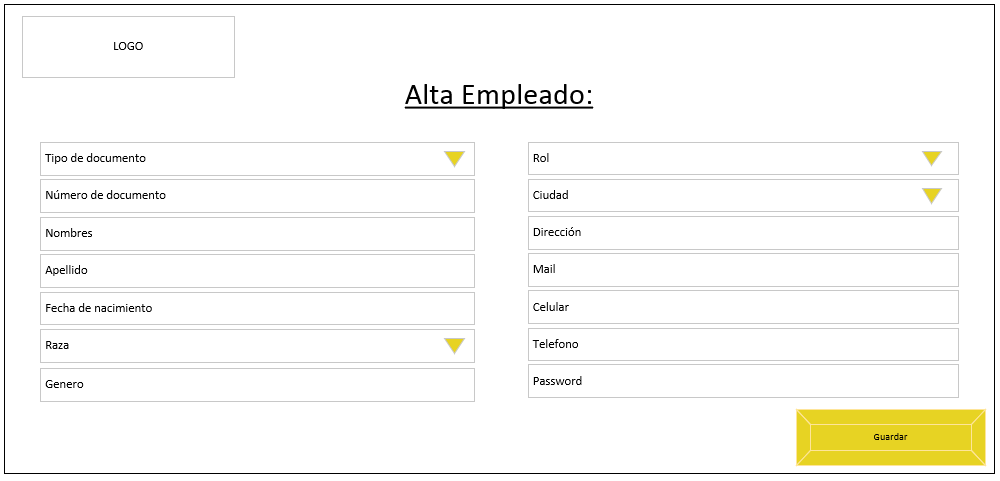 LOGO
Alta Empleado:
Tipo de documento
Número de documento
Nombres
Apellido
Fecha de nacimiento
Raza
Genero
Rol
Ciudad
Dirección
Mail
Celular
Telefono
Password
Guardar